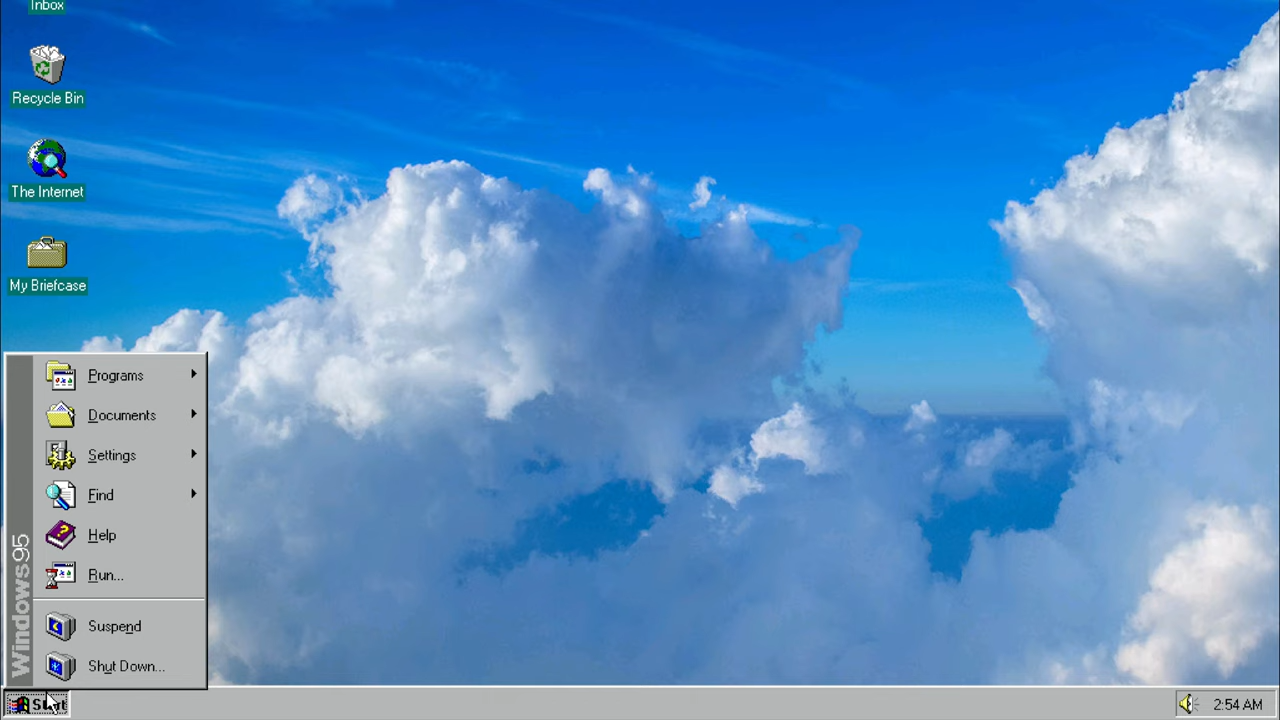 Inbox
Recycle Bin
The Internet
My Briefcase
Programs
Documents
Settings
Find
Help
Run...
Suspend
Shut Down...
Windows95
Start
2:54 AM